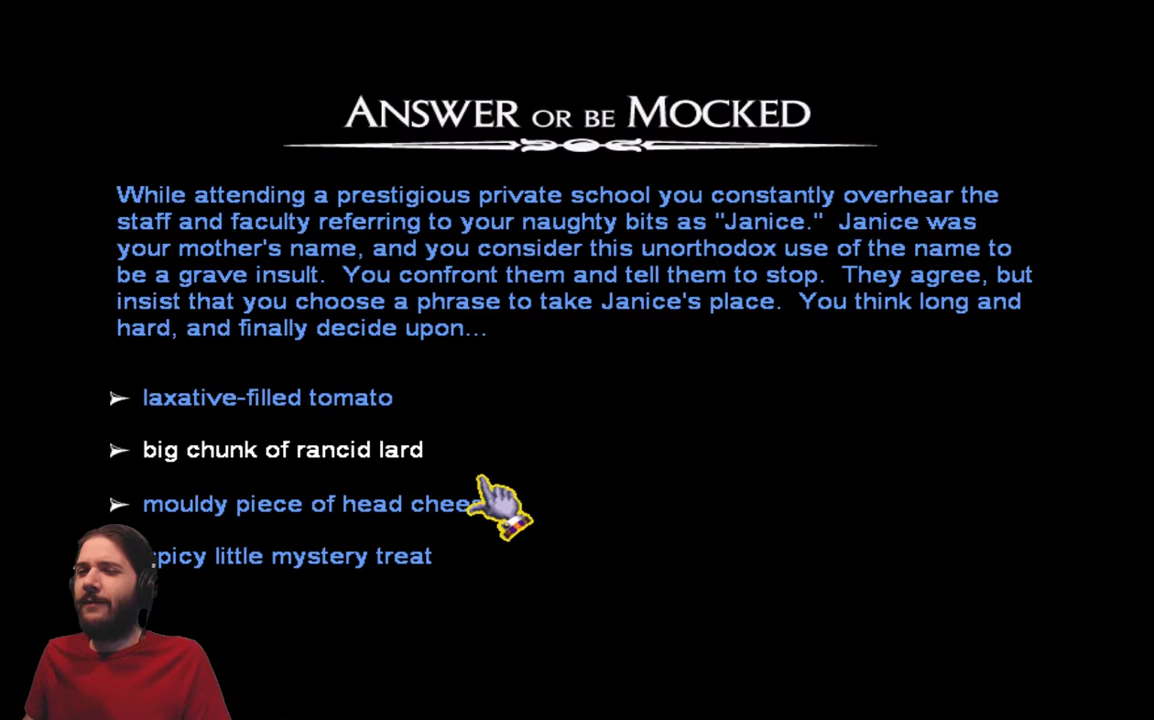 ANSWER OR BE MOCKED
While attending a prestigious private school you constantly overhear the
staff and faculty referring to your naughty bits as "Janice." Janice was
your mother's name, and you consider this unorthodox use of the name to
be a grave insult. You confront them and tell them to stop. They agree, but
insist that you choose a phrase to take Janice's place. You think long and
hard, and finally decide upon...
➢ laxative-filled tomato
➢ big chunk of rancid lard
➢ mouldy piece of head
little mystery treat